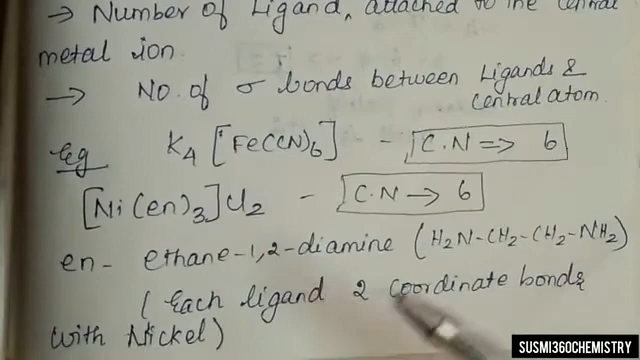 → Number of Ligand, attached to the Central
metal ion.
→ No. of σ bonds between Ligands &
Central atom.
Eg K4 [Fe(CN)6] - C.N => 6
[Ni(en)3]Cl2 - C.N → 6
en - ethane-1,2-diamine (H2N-CH2-CH2-NH2)
(Each ligand 2 coordinate bonds
with Nickel)
SUSMI360CHEMISTRY